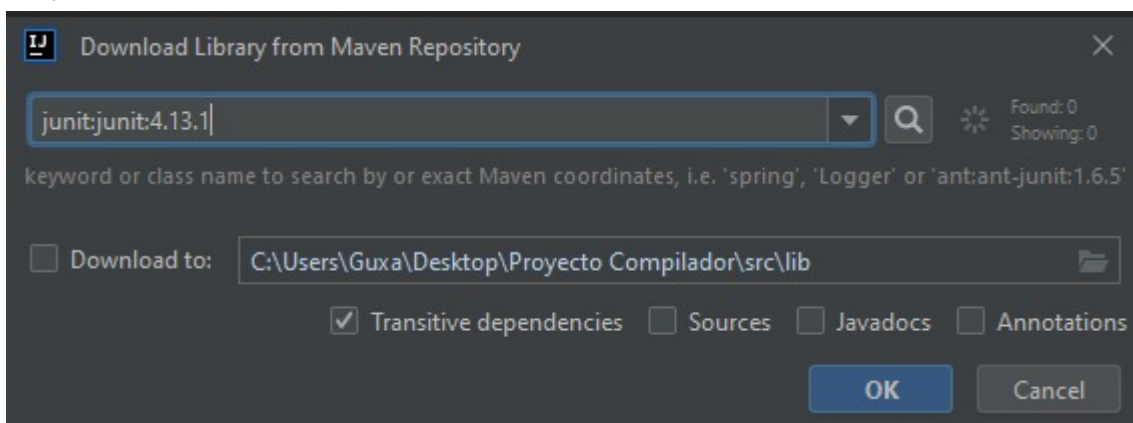 IJ Download Library from Maven Repository
junit:junit:4.13.1
Found: 0
Showing: 0
keyword or class name to search by or exact Maven coordinates, i.e. 'spring', 'Logger' or 'ant:ant-junit:1.6.5'
Download to: C:\Users\Guxa\Desktop\Proyecto Compilador\src\lib
Transitive dependencies Sources Javadocs Annotations
OK Cancel